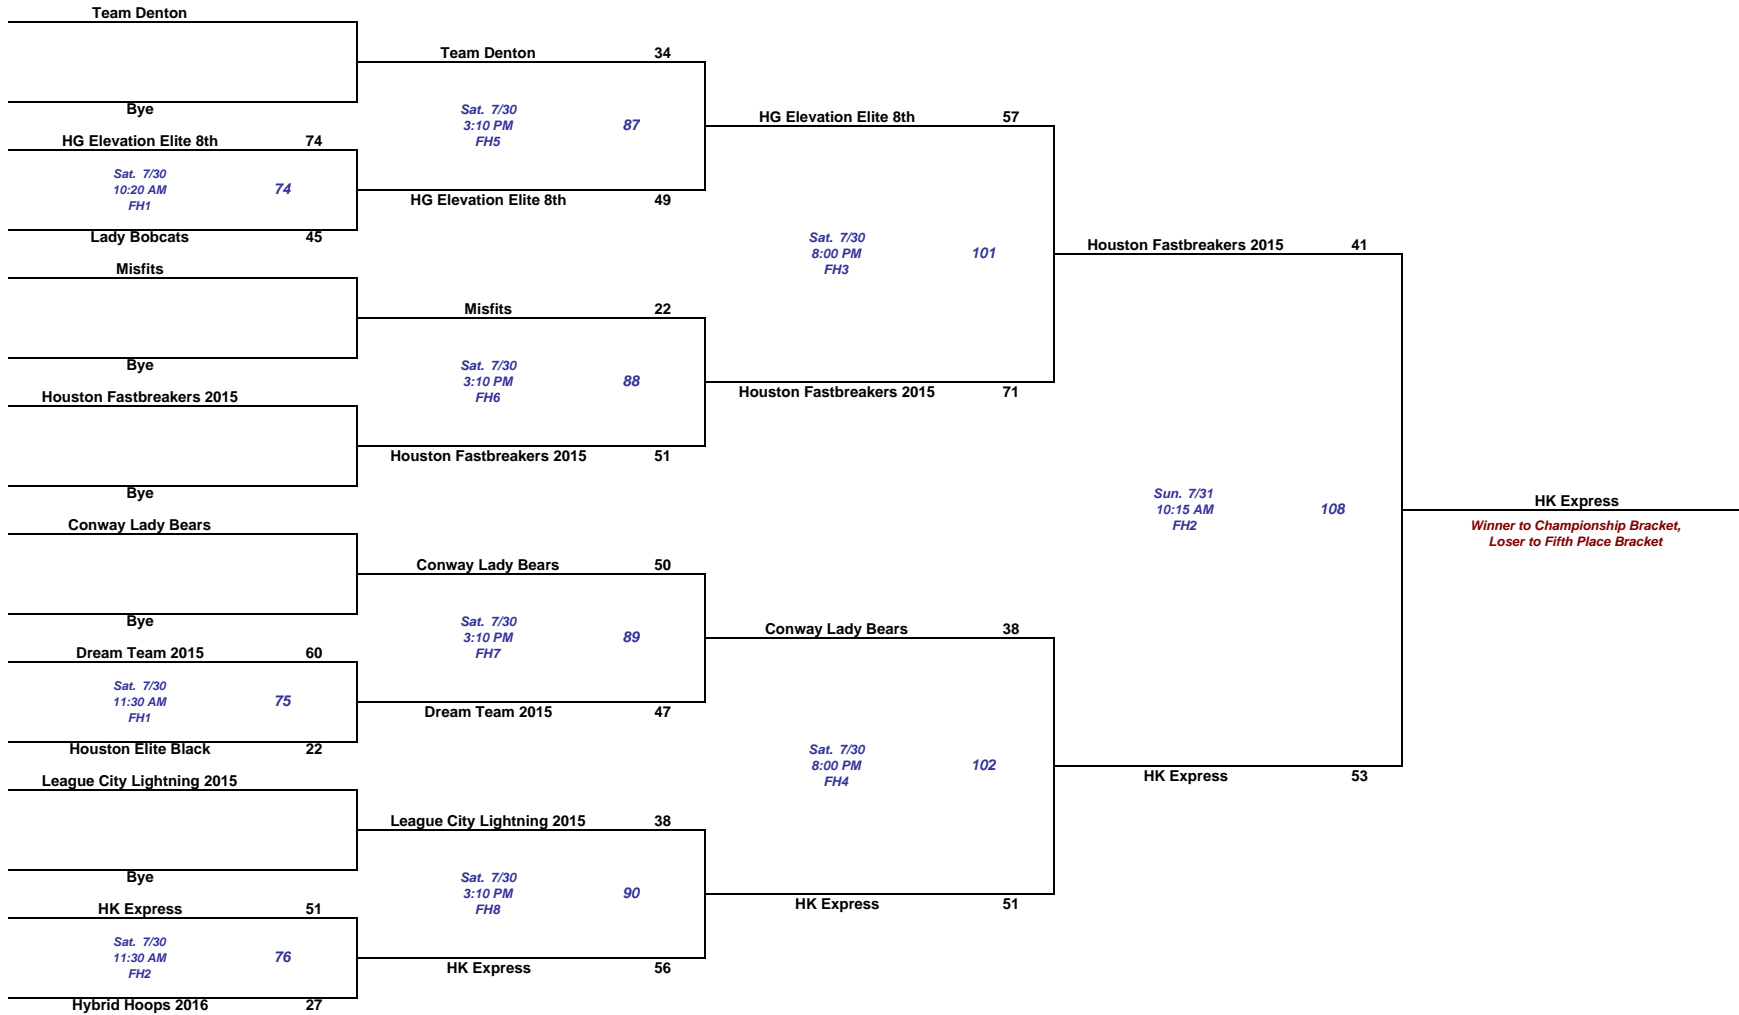 Team Denton
Bye
HG Elevation Elite 8th 74
Sat. 7/30
10:20 AM 74
FH1
Lady Bobcats 45
Misfits
Bye
Houston Fastbreakers 2015
Bye
Conway Lady Bears
Bye
Dream Team 2015 60
Sat. 7/30
11:30 AM 75
FH1
Houston Elite Black 22
League City Lightning 2015
Bye
HK Express 51
Sat. 7/30
11:30 AM 76
FH2
Hybrid Hoops 2016 27
Team Denton 34
Sat. 7/30
3:10 PM 87
FH5
HG Elevation Elite 8th 49
Misfits 22
Sat. 7/30
3:10 PM 88
FH6
Houston Fastbreakers 2015 51
Conway Lady Bears 50
Sat. 7/30
3:10 PM 89
FH7
Dream Team 2015 47
League City Lightning 2015 38
Sat. 7/30
3:10 PM 90
FH8
HK Express 56
HG Elevation Elite 8th 57
Sat. 7/30
8:00 PM 101
FH3
Houston Fastbreakers 2015 71
Conway Lady Bears 38
Sat. 7/30
8:00 PM 102
FH4
HK Express 51
Houston Fastbreakers 2015 41
Sun. 7/31
10:15 AM 108
FH2
HK Express 53
HK Express
Winner to Championship Bracket,
Loser to Fifth Place Bracket